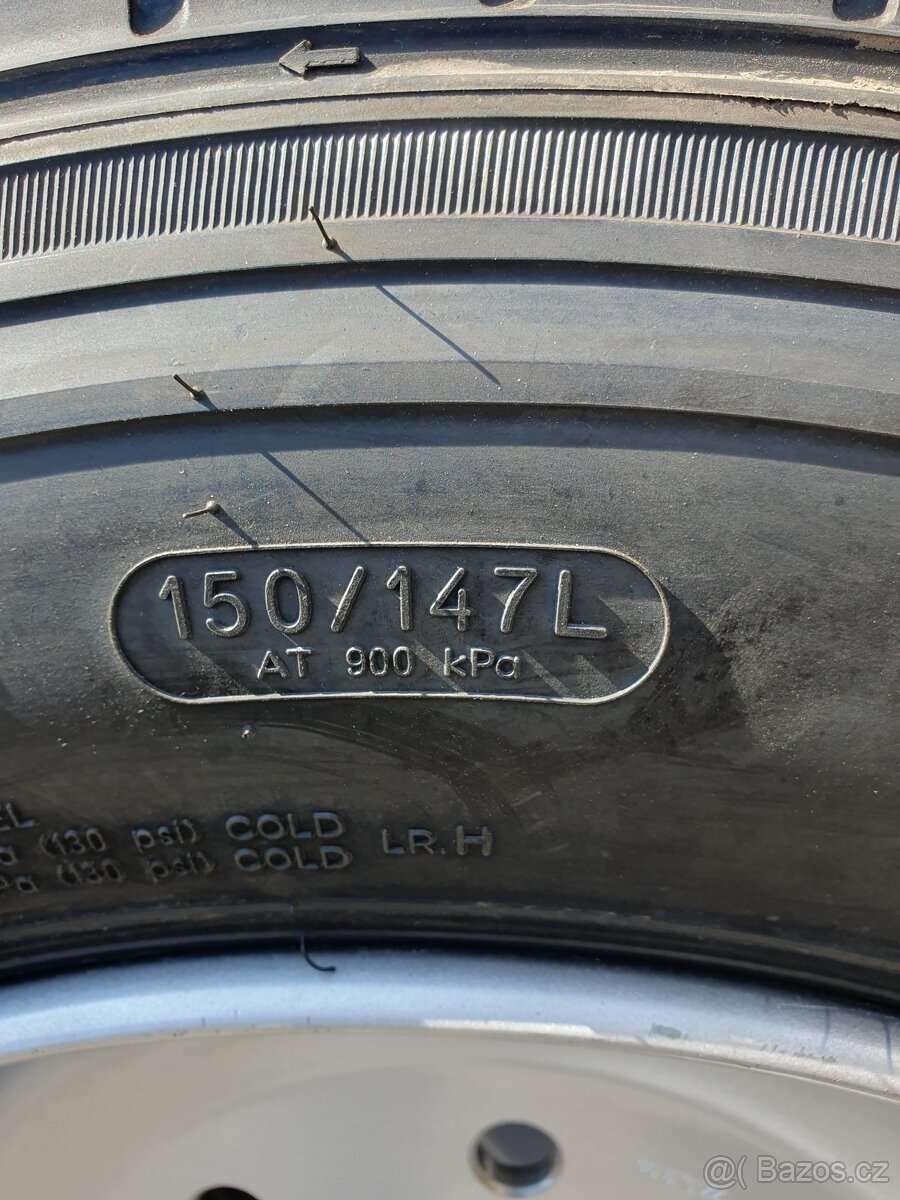 150/147L
AT 900 kPa
(130 psi) COLD
(130 psi) COLD LR.H
@( Bazos.cz